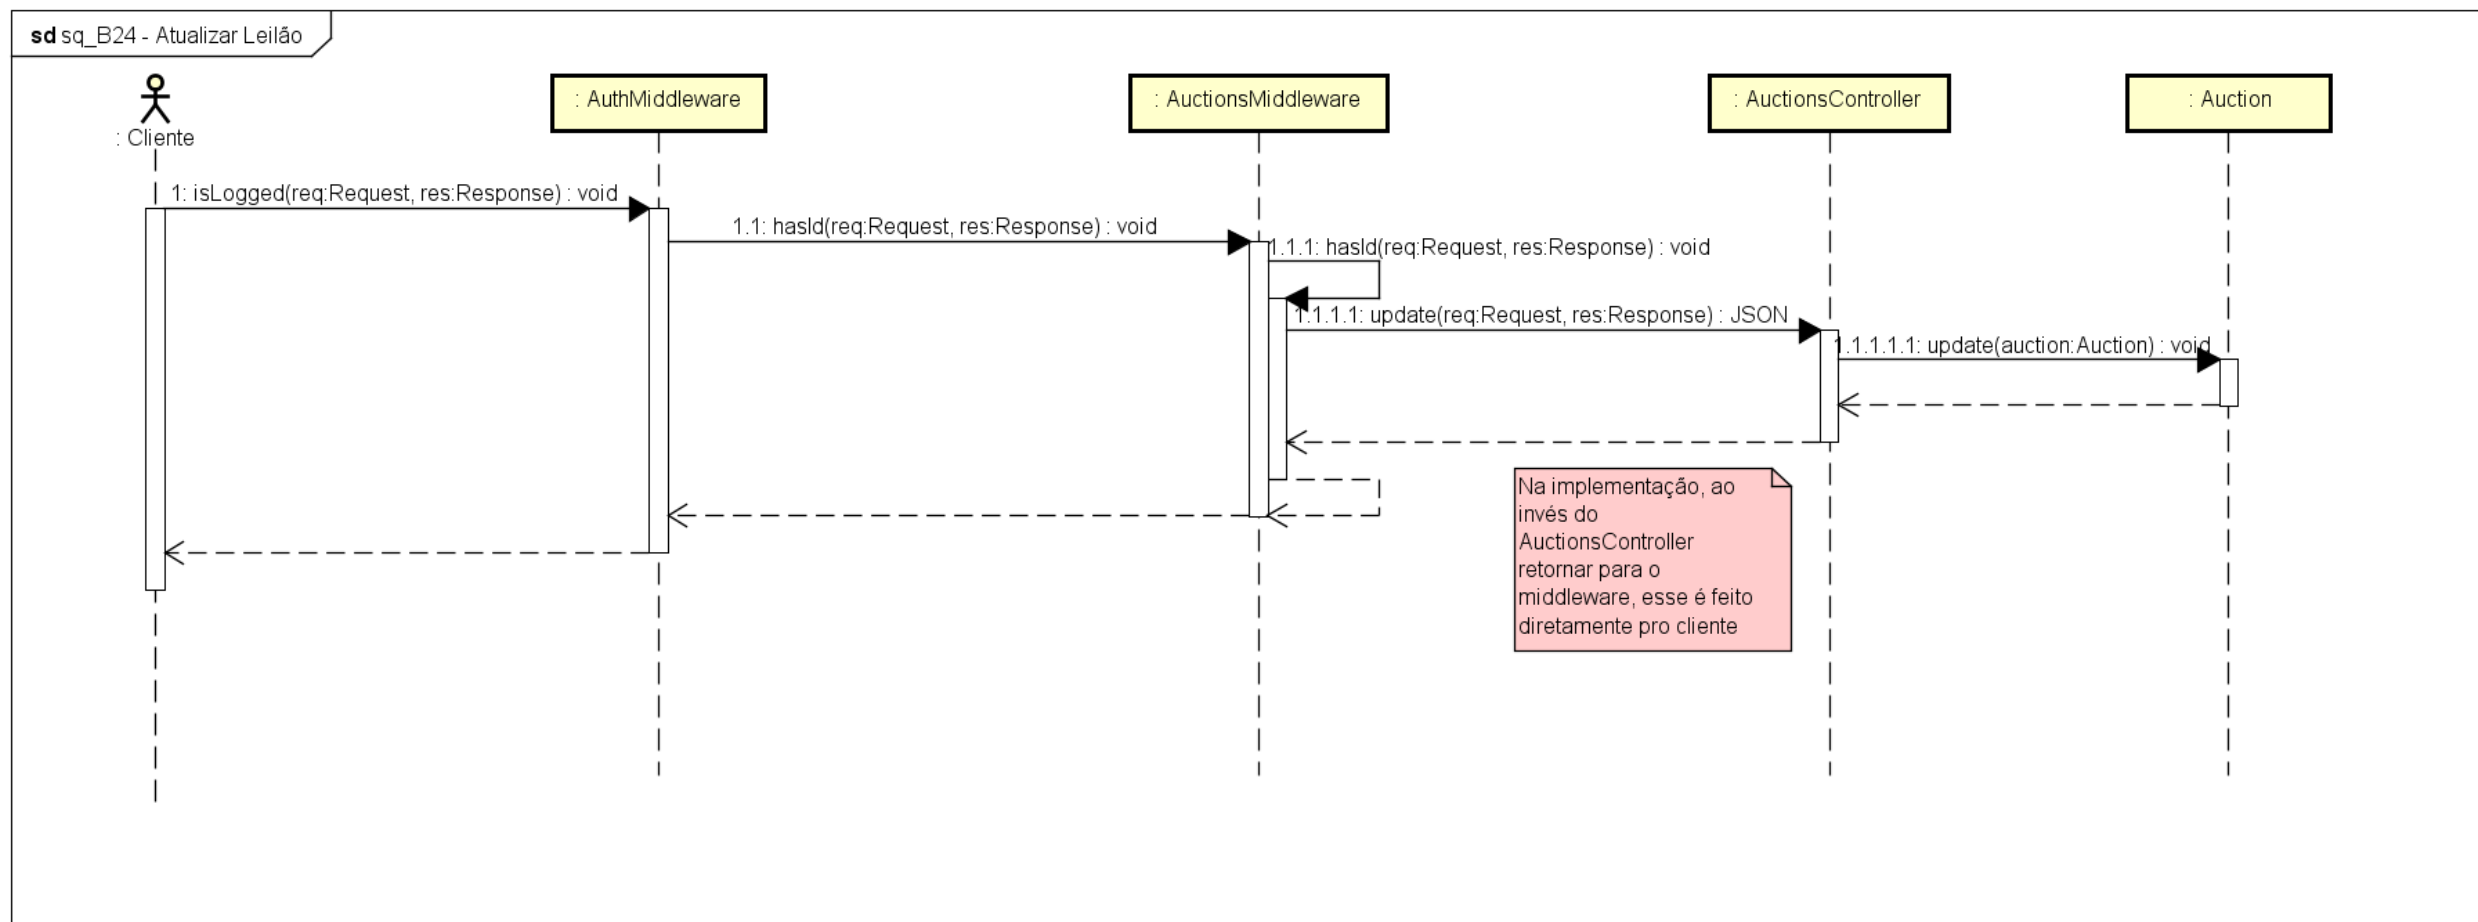 sd sq_B24 - Atualizar Leilão
: Cliente
: AuthMiddleware
: AuctionsMiddleware
: AuctionsController
: Auction
1: isLogged(req:Request, res:Response) : void
1.1: hasId(req:Request, res:Response) : void
1.1.1: hasId(req:Request, res:Response) : void
1.1.1.1: update(req:Request, res:Response) : JSON
1.1.1.1.1: update(auction:Auction) : void
Na implementação, ao
invés do
AuctionsController
retornar para o
middleware, esse é feito
diretamente pro cliente